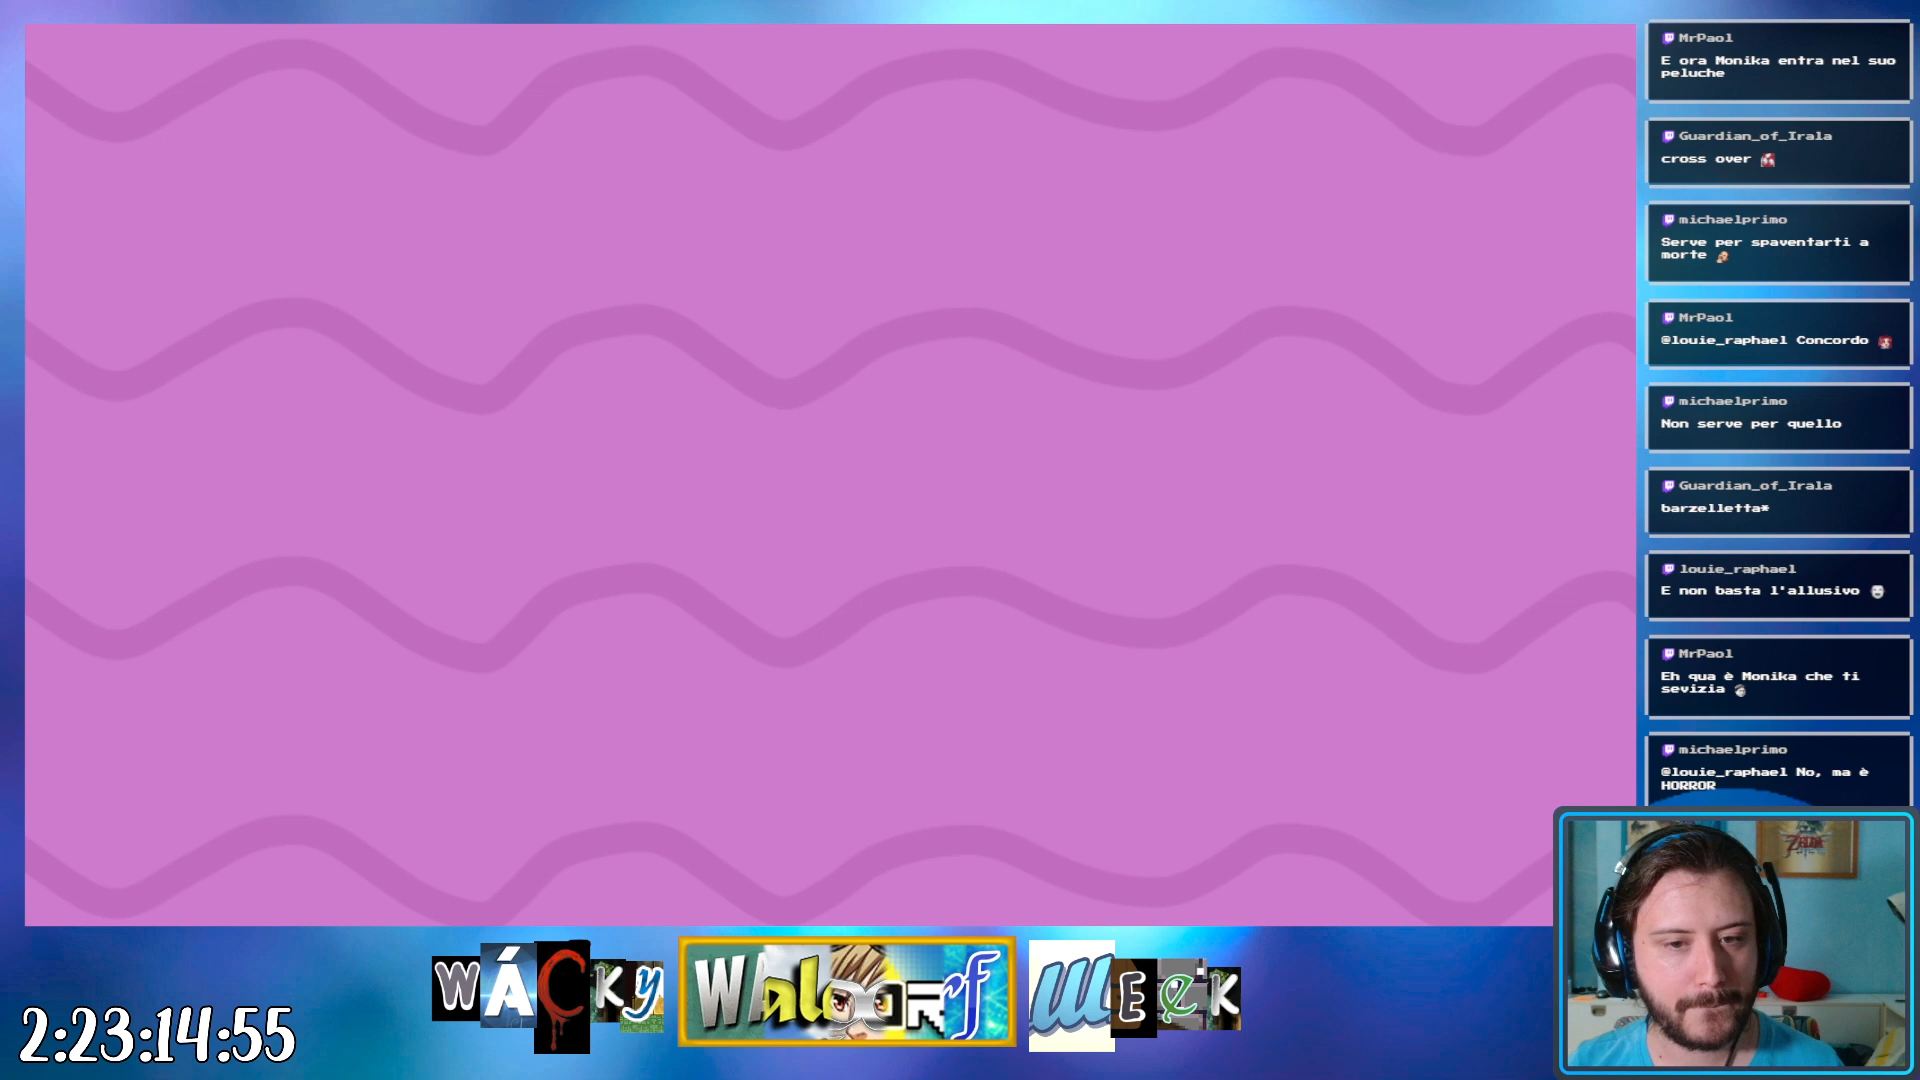 MrPaol
E ora Monika entra nel suo
peluche
Guardian_of_Irala
cross over
michaelprimo
Serve per spaventarti a
morte
MrPaol
@louie_raphael Concordo
michaelprimo
Non serve per quello
Guardian_of_Irala
barzelletta*
louie_raphael
E non basta l'allusivo
MrPaol
Eh qua è Monika che ti
sevizia
michaelprimo
@louie_raphael No, ma è
HORROR
ZELDA
WÁCKy WAluoaRf WEeK
2:23:14:55